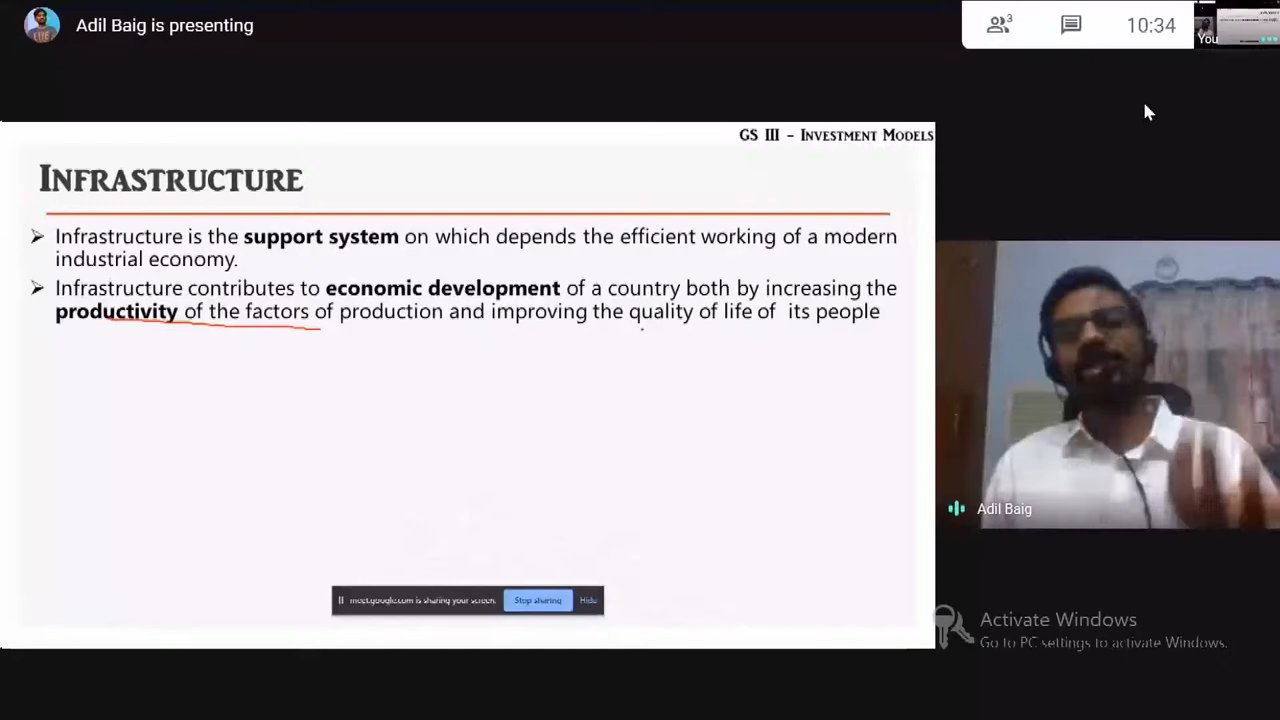 Adil Baig is presenting
3
10:34
You
GS III – Investment Models
Infrastructure
Infrastructure is the support system on which depends the efficient working of a modern
industrial economy.
Infrastructure contributes to economic development of a country both by increasing the
productivity of the factors of production and improving the quality of life of its people
Adil Baig
meet.google.com is sharing your screen.
Stop sharing
Hide
Activate Windows
Go to PC settings to activate Windows.